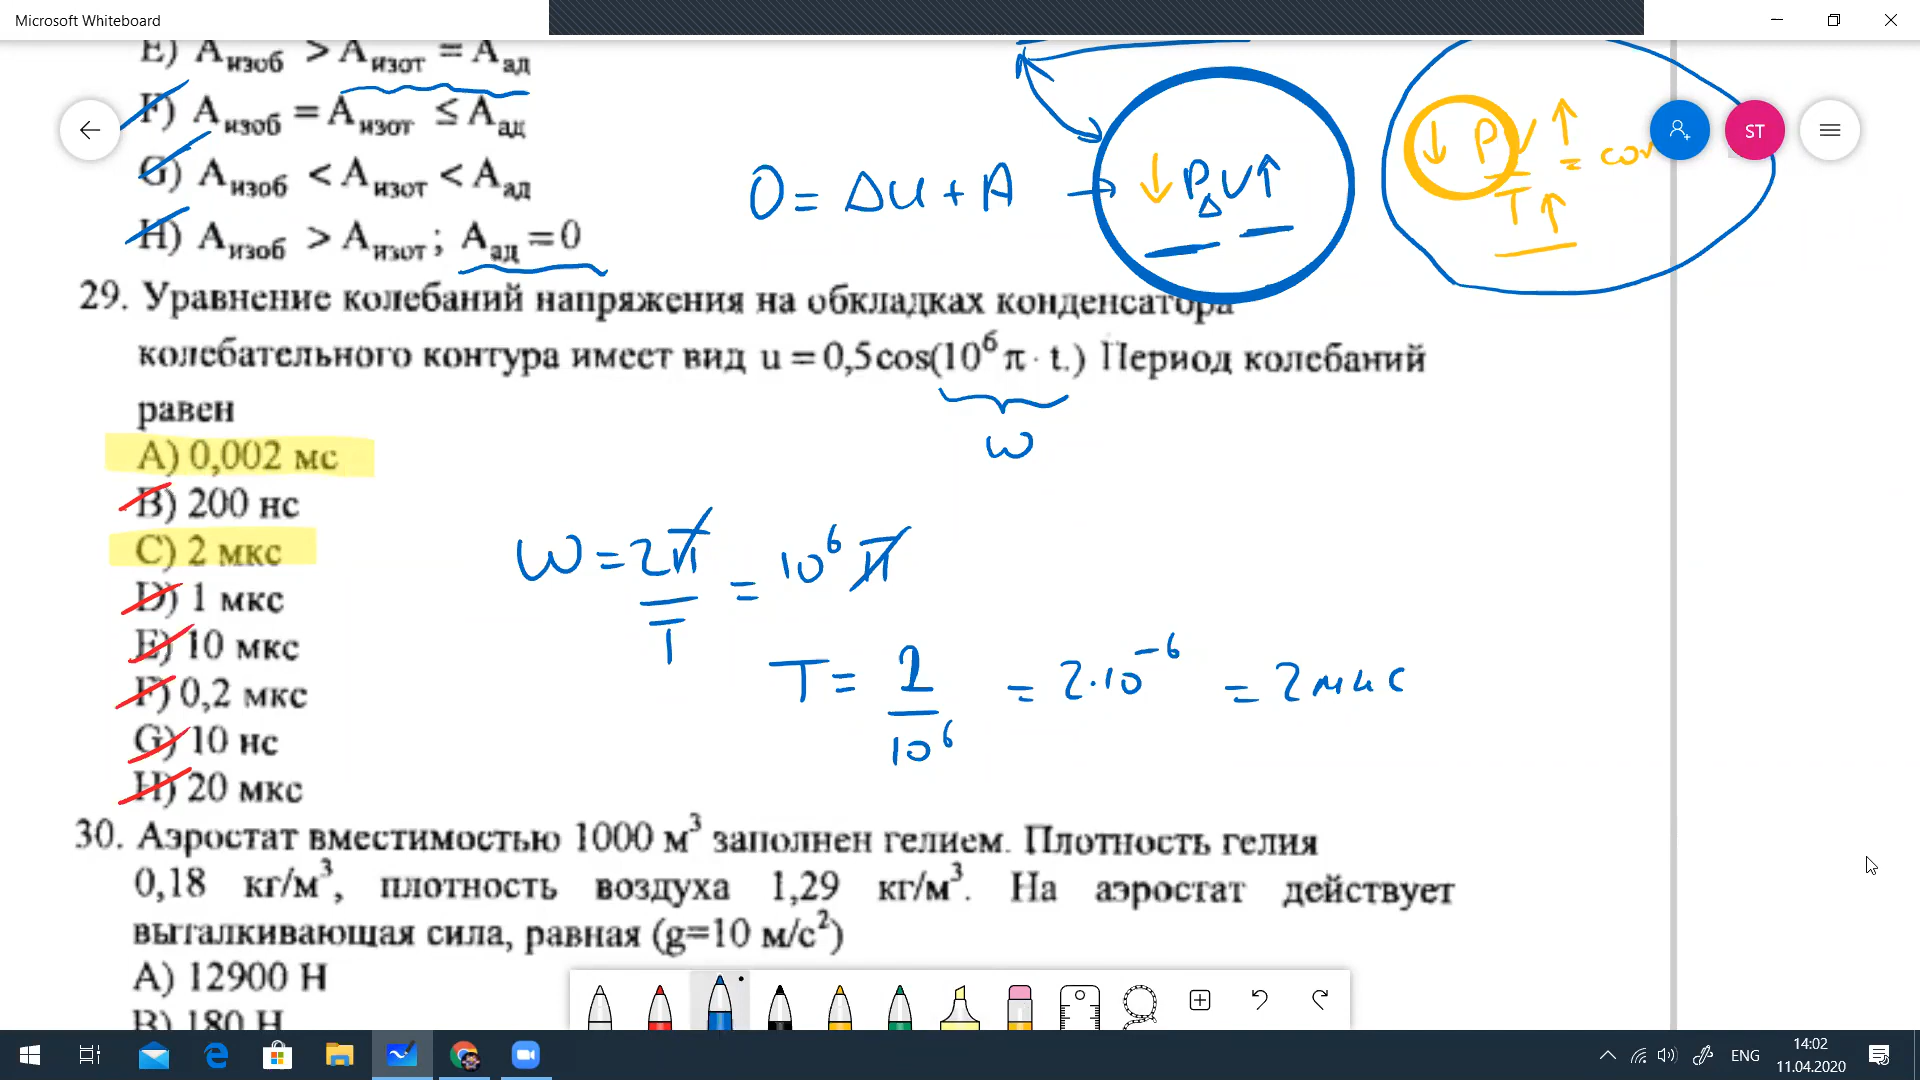 Microsoft Whiteboard
E) Aизоб > Aизот = Aад
F) Aизоб = Aизот ≤ Aад
G) Aизоб < Aизот < Aад
H) Aизоб > Aизот ; Aад = 0
0 = Δu + A → ↓ P Δ V↑
↓ P V ↑
T ↑ =
ST
29. Уравнение колебаний напряжения на обкладках конденсатора
колебательного контура имеет вид u = 0,5cos(10⁶π · t.) Период колебаний
равен
ω
A) 0,002 мс
B) 200 нс
C) 2 мкс
D) 1 мкс
E) 10 мкс
F) 0,2 мкс
G) 10 нс
H) 20 мкс
ω = 2π/T = 10⁶ π
T = 2/10⁶ = 2·10⁻⁶ = 2мкс
30. Аэростат вместимостью 1000 м³ заполнен гелием. Плотность гелия
0,18 кг/м³, плотность воздуха 1,29 кг/м³. На аэростат действует
выталкивающая сила, равная (g=10 м/с²)
A) 12900 Н
B) 180 Н
ENG
14:02
11.04.2020